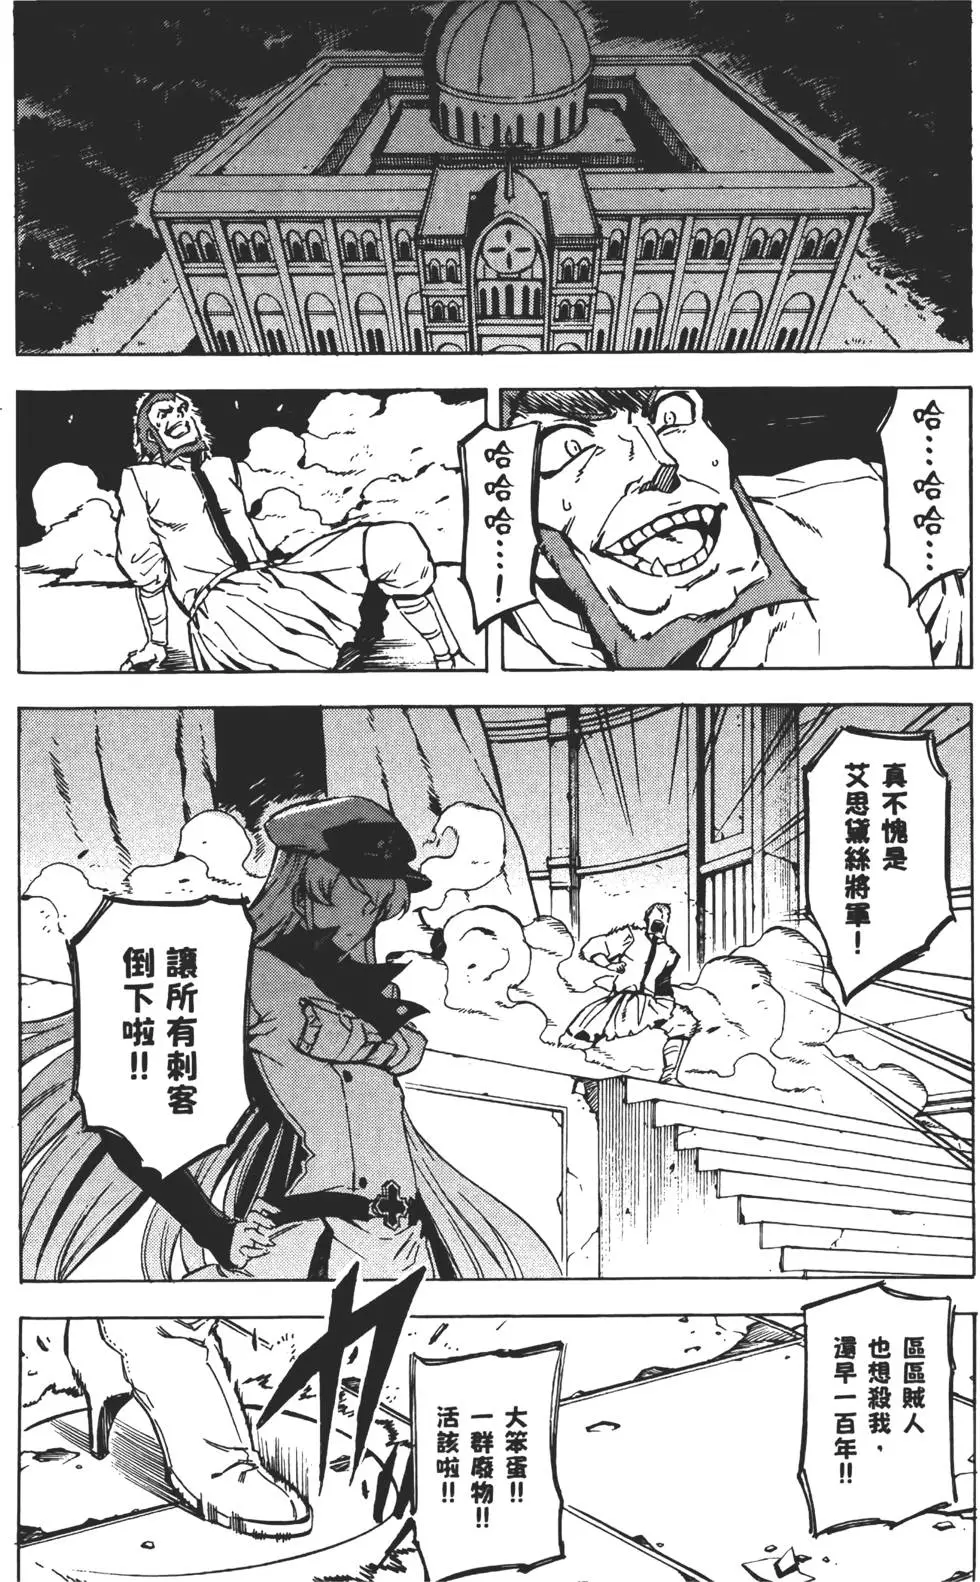 哈…哈哈…
哈哈哈…！
真不愧是
艾思黛絲將軍！
讓所有刺客
倒下啦!!
區區賊人
也想殺我，
還早一百年!!
大笨蛋!!
一群廢物!!
活該啦!!
カ